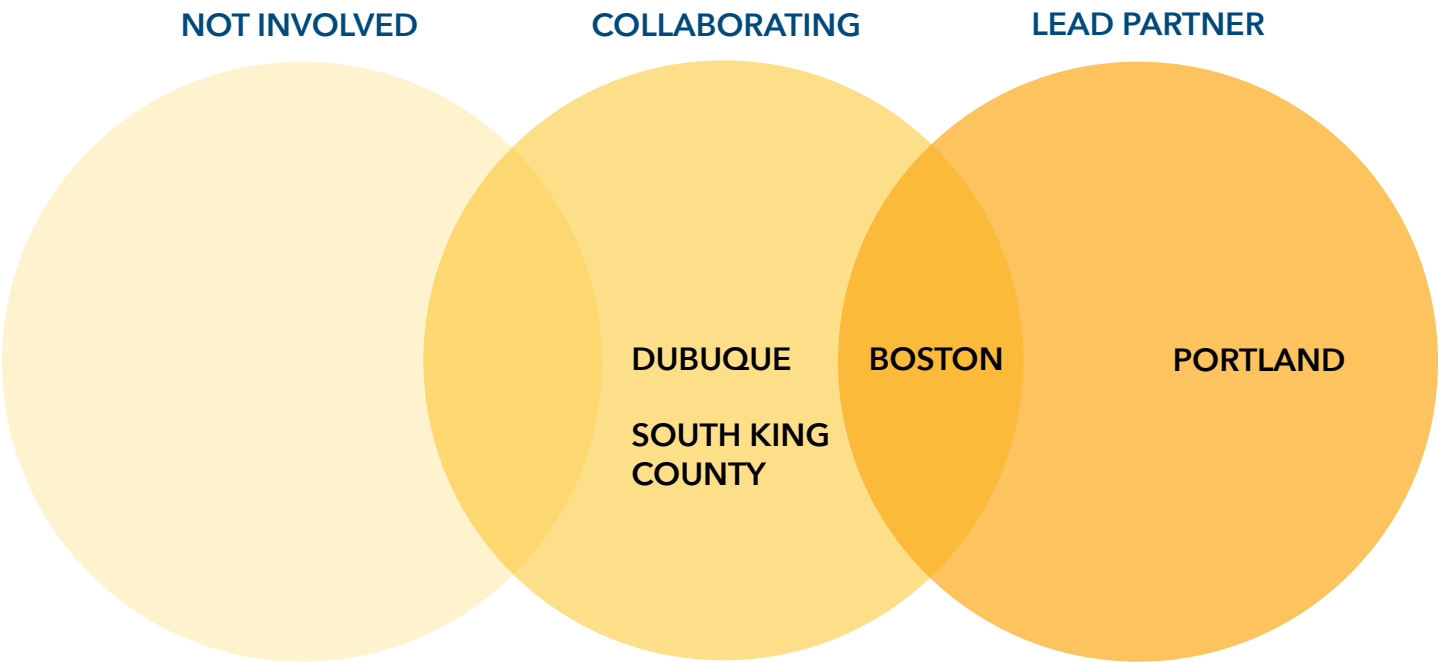 NOT INVOLVED
COLLABORATING
LEAD PARTNER
DUBUQUE
BOSTON
PORTLAND
SOUTH KING
COUNTY